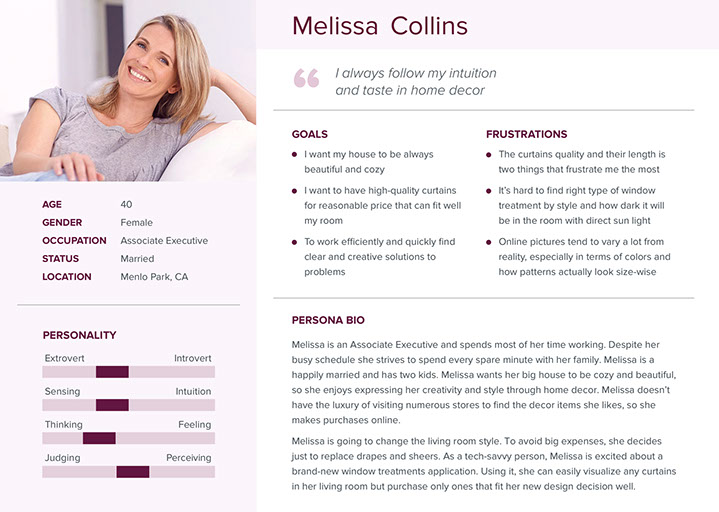 Melissa Collins
“
I always follow my intuition
and taste in home decor
GOALS
• I want my house to be always
beautiful and cozy
• I want to have high-quality curtains
for reasonable price that can fit well
my room
• To work efficiently and quickly find
clear and creative solutions to
problems
FRUSTRATIONS
• The curtains quality and their length is
two things that frustrate me the most
• It’s hard to find right type of window
treatment by style and how dark it will
be in the room with direct sun light
• Online pictures tend to vary a lot from
reality, especially in terms of colors and
how patterns actually look size-wise
AGE 40
GENDER Female
OCCUPATION Associate Executive
STATUS Married
LOCATION Menlo Park, CA
PERSONALITY
Extrovert Introvert
Sensing Intuition
Thinking Feeling
Judging Perceiving
PERSONA BIO
Melissa is an Associate Executive and spends most of her time working. Despite her
busy schedule she strives to spend every spare minute with her family. Melissa is a
happily married and has two kids. Melissa wants her big house to be cozy and beautiful,
so she enjoys expressing her creativity and style through home decor. Melissa doesn’t
have the luxury of visiting numerous stores to find the decor items she likes, so she
makes purchases online.
Melissa is going to change the living room style. To avoid big expenses, she decides
just to replace drapes and sheers. As a tech-savvy person, Melissa is excited about a
brand-new window treatments application. Using it, she can easily visualize any curtains
in her living room but purchase only ones that fit her new design decision well.